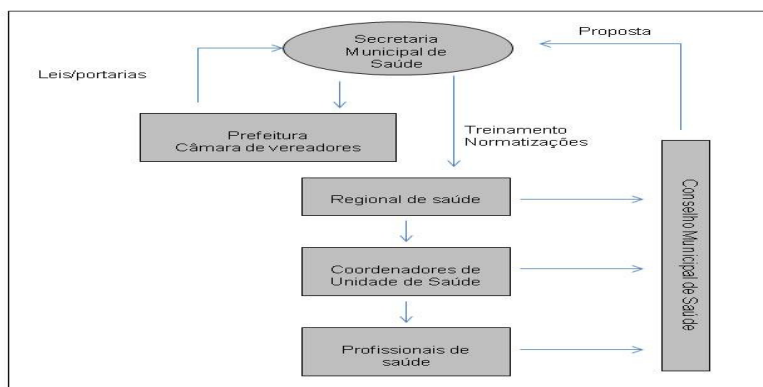 Secretaria
Municipal de
Saúde
Proposta
Leis/portarias
Prefeitura
Câmara de vereadores
Treinamento
Normatizações
Regional de saúde
Coordenadores de
Unidade de Saúde
Profissionais de
saúde
Conselho Municipal de Saúde